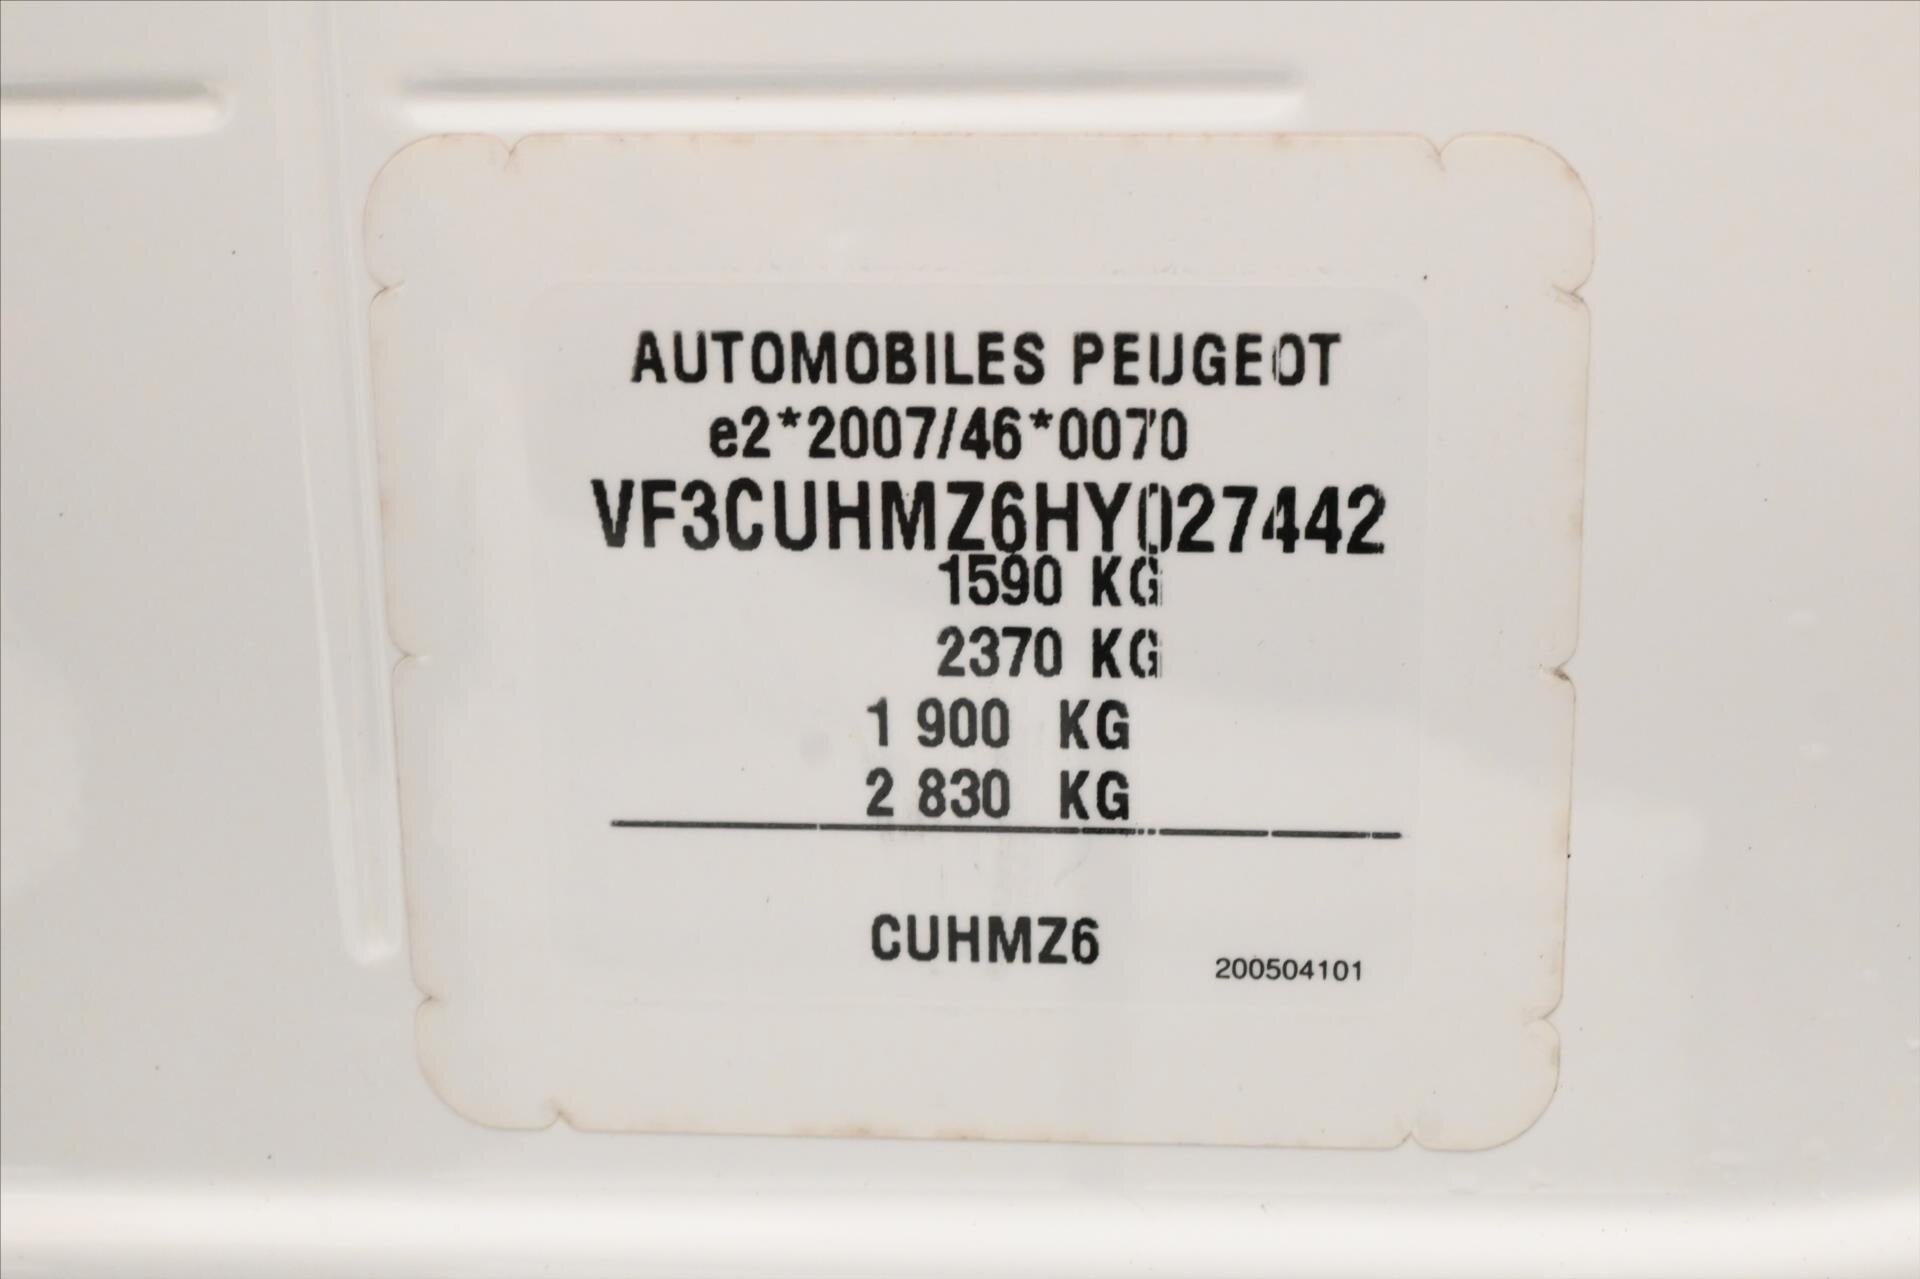 AUTOMOBILES PEUGEOT
e2*2007/46*0070
VF3CUHMZ6HY027442
1590 KG
2370 KG
1 900 KG
2 830 KG
CUHMZ6
200504101